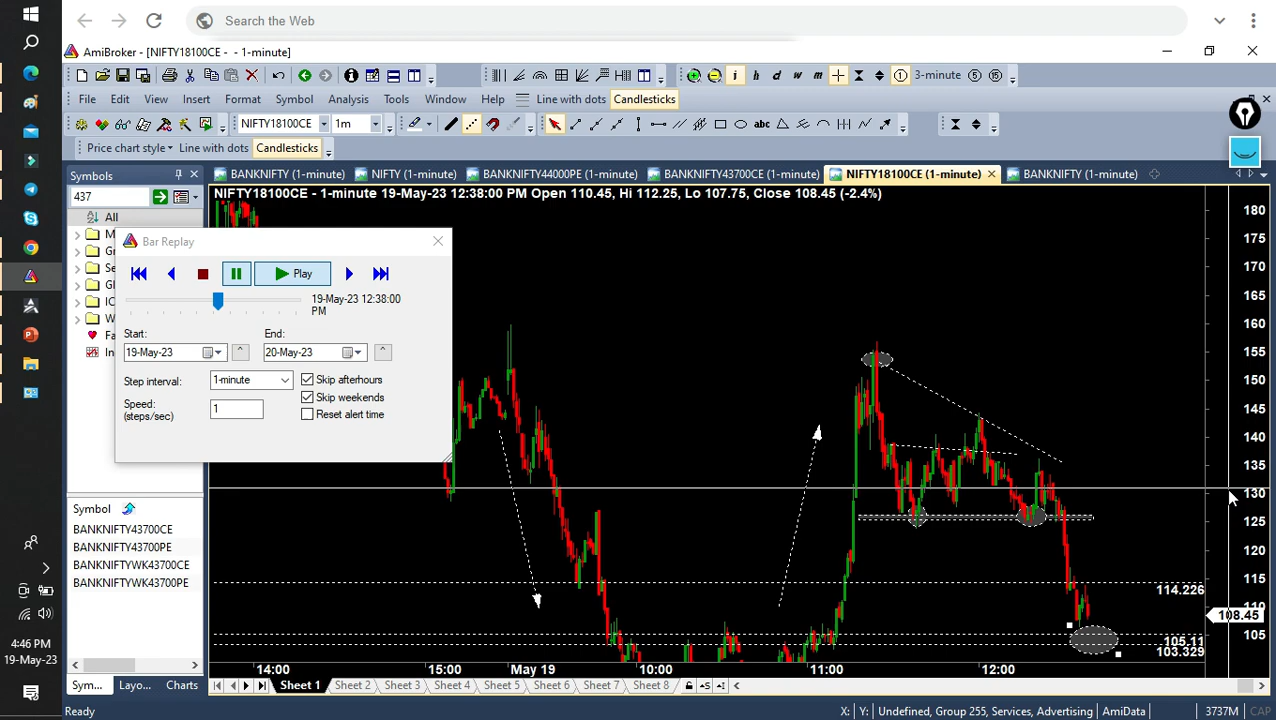 Search the Web
AmiBroker - [NIFTY18100CE - - 1-minute]
3-minute
File Edit View Insert Format Symbol Analysis Tools Window Help Line with dots Candlesticks
NIFTY18100CE 1m
Price chart style Line with dots Candlesticks
Symbols
BANKNIFTY (1-minute) NIFTY (1-minute) BANKNIFTY44000PE (1-minute) BANKNIFTY43700CE (1-minute) NIFTY18100CE (1-minute) BANKNIFTY (1-minute)
437
NIFTY18100CE - 1-minute 19-May-23 12:38:00 PM Open 110.45, Hi 112.25, Lo 107.75, Close 108.45 (-2.4%)
All
Bar Replay
Play
19-May-23 12:38:00 PM
Start: End:
19-May-23 20-May-23
Step interval: 1-minute Skip afterhours
Skip weekends
Speed: (steps/sec) 1 Reset alert time
180
175
170
165
160
155
150
145
140
135
130
125
120
115
114.226
110
108.45
105
105.11
103.329
Symbol
BANKNIFTY43700CE
BANKNIFTY43700PE
BANKNIFTYWK43700CE
BANKNIFTYWK43700PE
14:00 15:00 May 19 10:00 11:00 12:00
Sym... Layo... Charts
Sheet 1 Sheet 2 Sheet 3 Sheet 4 Sheet 5 Sheet 6 Sheet 7 Sheet 8
Ready X: Y: Undefined, Group 255, Services, Advertising AmiData 3737M CAP
4:46 PM
19-May-23